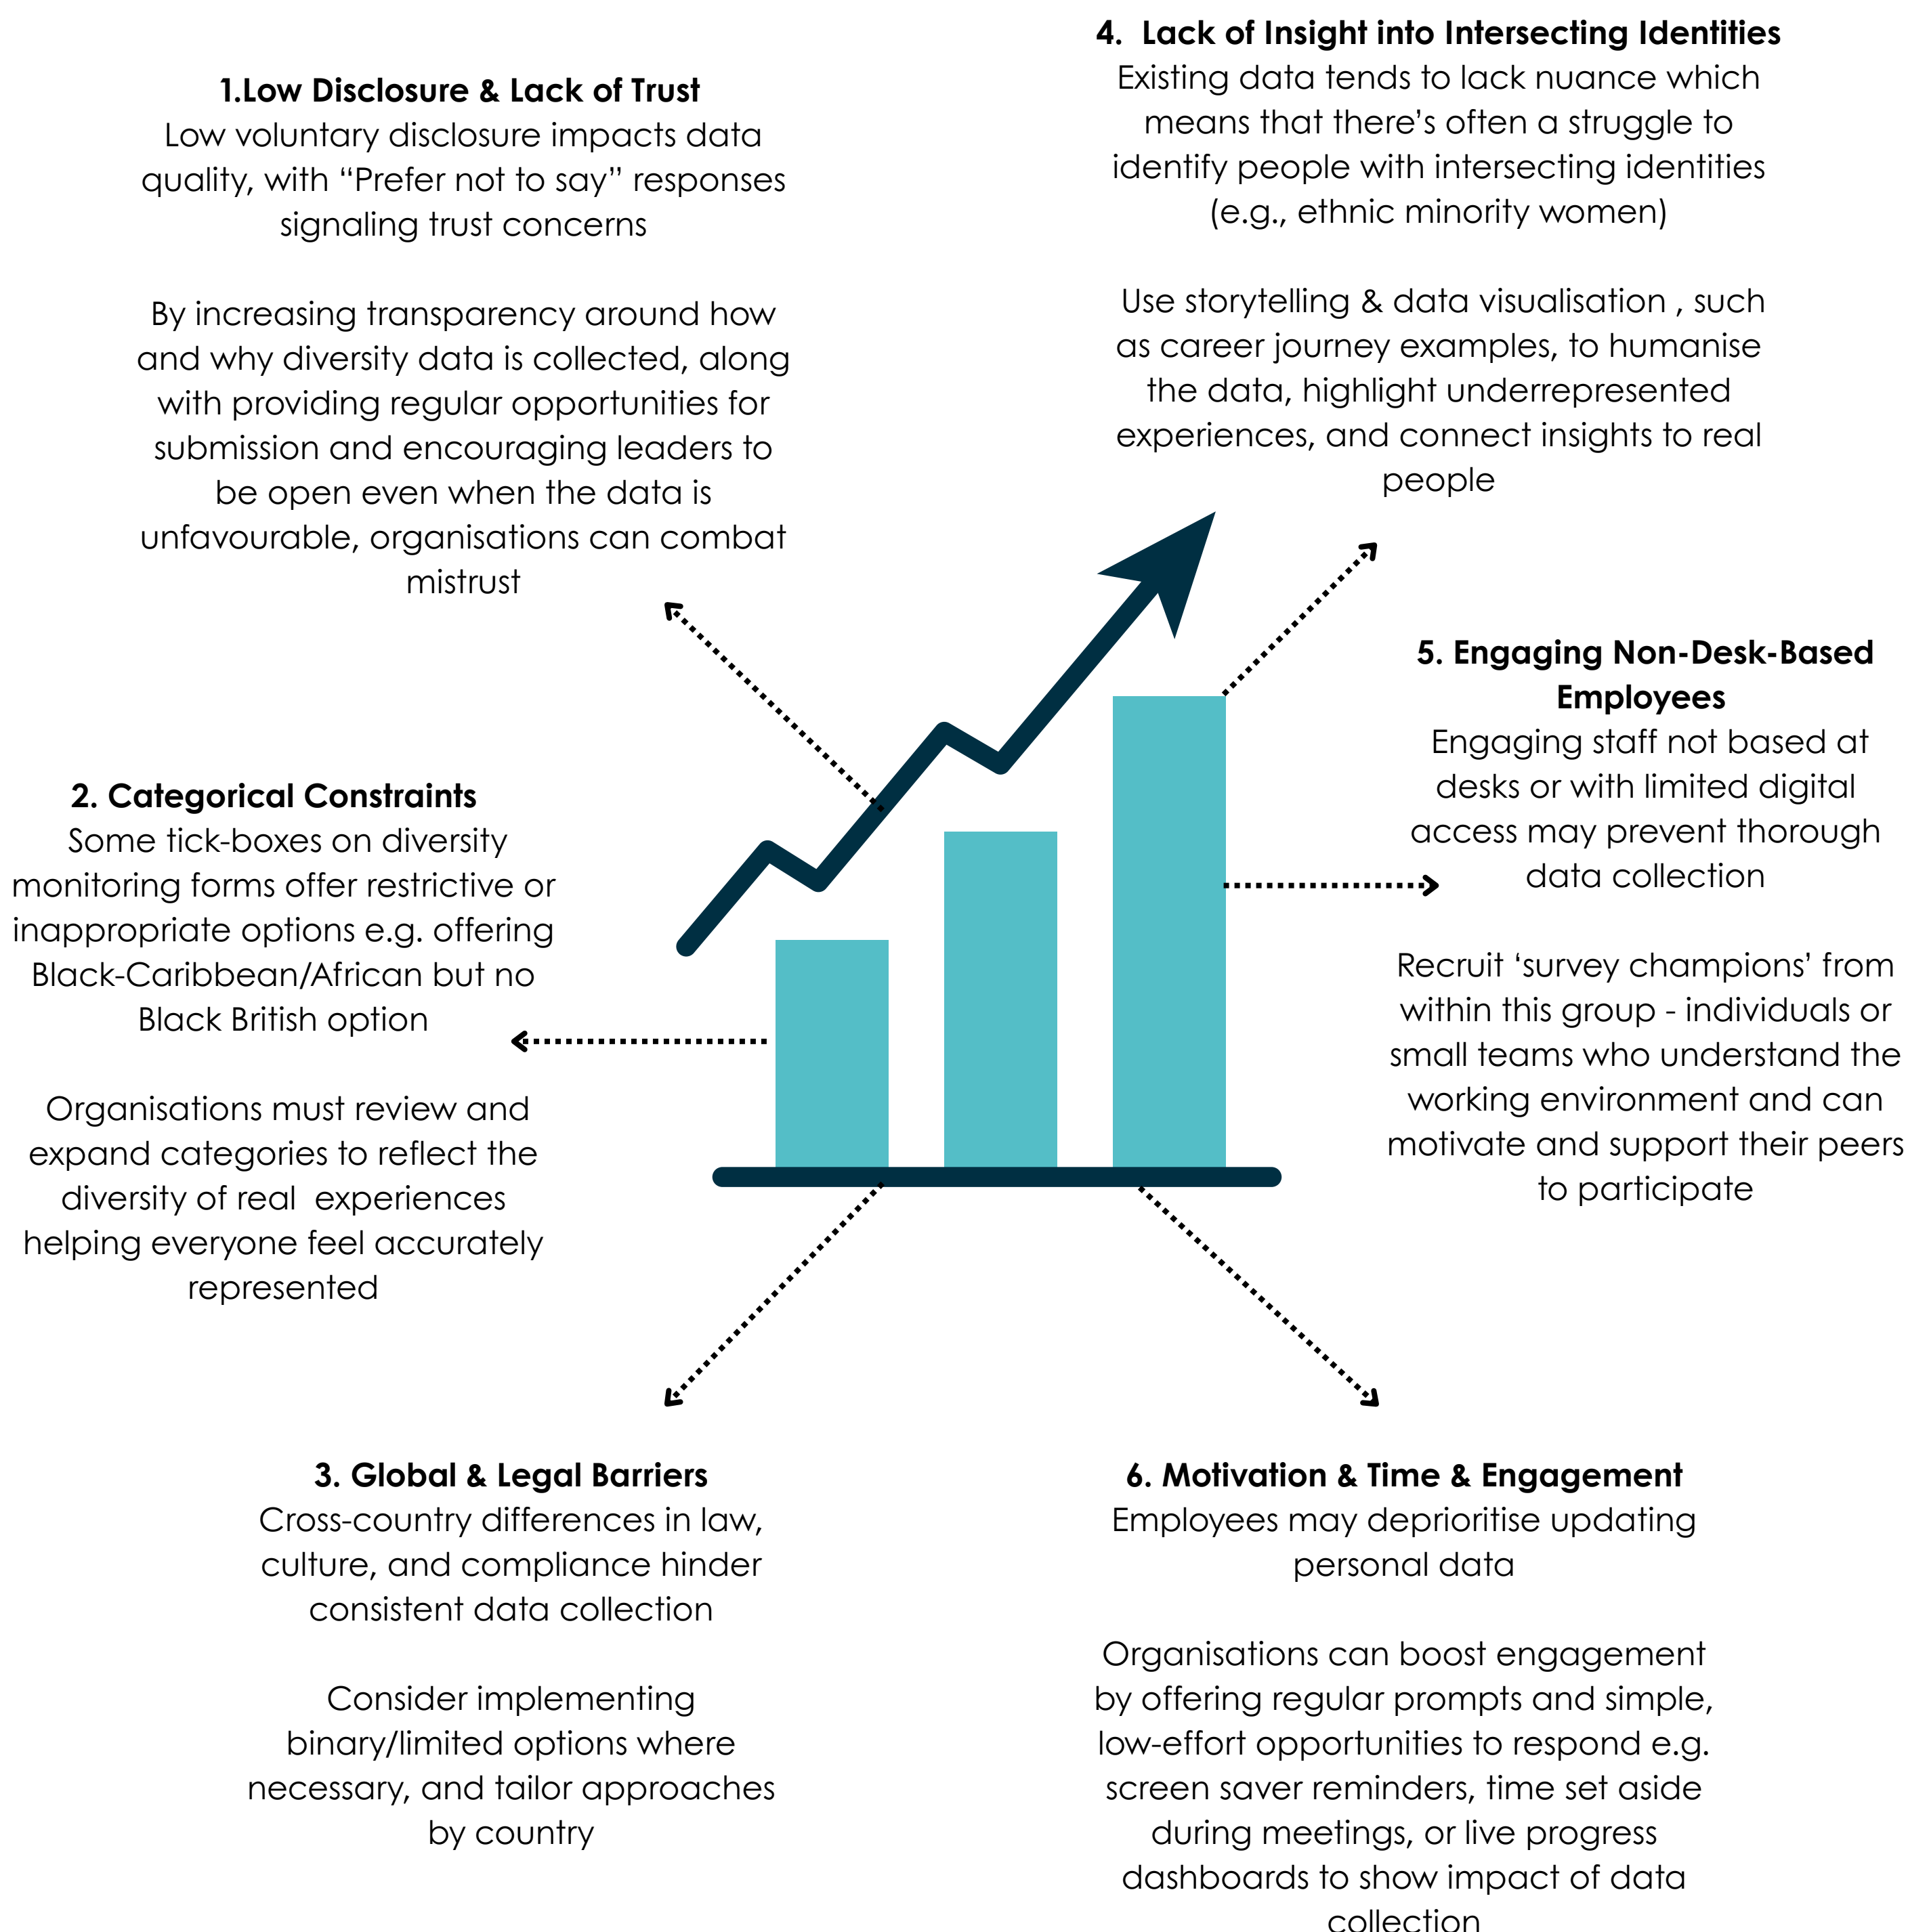 1.Low Disclosure & Lack of Trust
Low voluntary disclosure impacts data
quality, with “Prefer not to say” responses
signaling trust concerns
By increasing transparency around how
and why diversity data is collected, along
with providing regular opportunities for
submission and encouraging leaders to
be open even when the data is
unfavourable, organisations can combat
mistrust
2. Categorical Constraints
Some tick-boxes on diversity
monitoring forms offer restrictive or
inappropriate options e.g. offering
Black-Caribbean/African but no
Black British option
Organisations must review and
expand categories to reflect the
diversity of real  experiences
helping everyone feel accurately
represented
3. Global & Legal Barriers
Cross-country differences in law,
culture, and compliance hinder
consistent data collection
Consider implementing
binary/limited options where
necessary, and tailor approaches
by country
4.  Lack of Insight into Intersecting Identities
Existing data tends to lack nuance which
means that there’s often a struggle to
identify people with intersecting identities
(e.g., ethnic minority women)
Use storytelling & data visualisation , such
as career journey examples, to humanise
the data, highlight underrepresented
experiences, and connect insights to real
people
5. Engaging Non-Desk-Based
Employees
Engaging staff not based at
desks or with limited digital
access may prevent thorough
data collection
Recruit ‘survey champions’ from
within this group - individuals or
small teams who understand the
working environment and can
motivate and support their peers
to participate
6. Motivation & Time & Engagement
Employees may deprioritise updating
personal data
Organisations can boost engagement
by offering regular prompts and simple,
low-effort opportunities to respond e.g.
screen saver reminders, time set aside
during meetings, or live progress
dashboards to show impact of data
collection